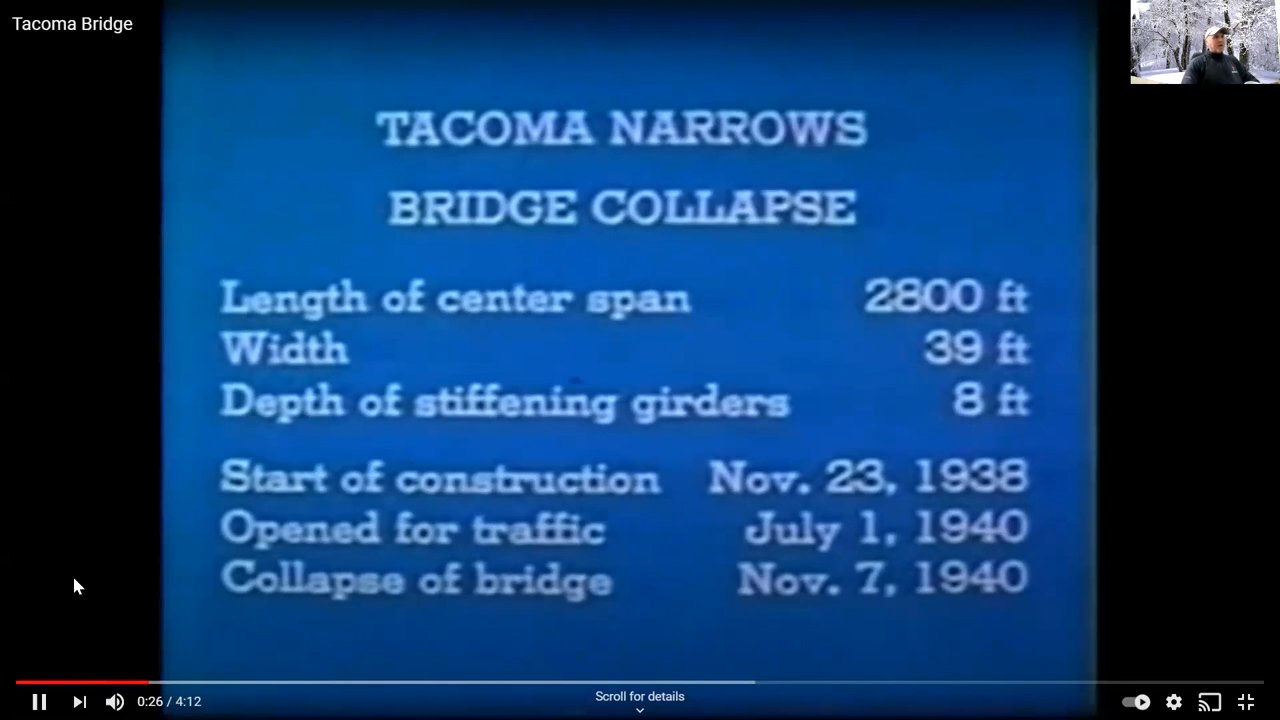 Tacoma Bridge
TACOMA NARROWS
BRIDGE COLLAPSE
Length of center span 2800 ft
Width 39 ft
Depth of stiffening girders 8 ft
Start of construction Nov. 23, 1938
Opened for traffic July 1, 1940
Collapse of bridge Nov. 7, 1940
0:26 / 4:12
Scroll for details